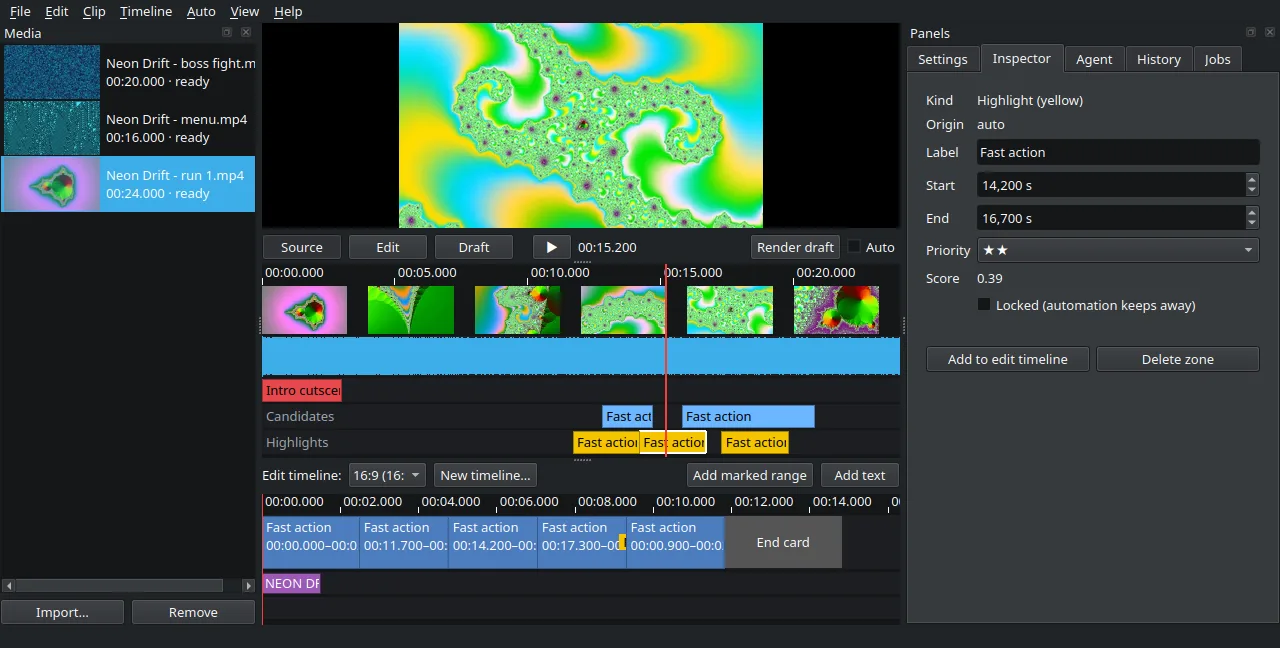 File Edit Clip Timeline Auto View Help
Media
Neon Drift - boss fight.m
00:20.000 · ready
Neon Drift - menu.mp4
00:16.000 · ready
Neon Drift - run 1.mp4
00:24.000 · ready
Import... Remove
Source Edit Draft 00:15.200 Render draft Auto
00:00.000 00:05.000 00:10.000 00:15.000 00:20.000
Intro cutsce
Candidates Fast act Fast action
Highlights Fast action Fast action Fast action
Edit timeline: 16:9 (16: New timeline... Add marked range Add text
00:00.000 00:02.000 00:04.000 00:06.000 00:08.000 00:10.000 00:12.000 00:14.000 0
Fast action Fast action Fast action Fast action Fast action
00:00.000–00:0 00:11.700–00: 00:14.200–00: 00:17.300–00 00:00.900–00:0
End card
NEON DR
Panels
Settings Inspector Agent History Jobs
Kind Highlight (yellow)
Origin auto
Label Fast action
Start 14,200 s
End 16,700 s
Priority ★★
Score 0.39
Locked (automation keeps away)
Add to edit timeline Delete zone